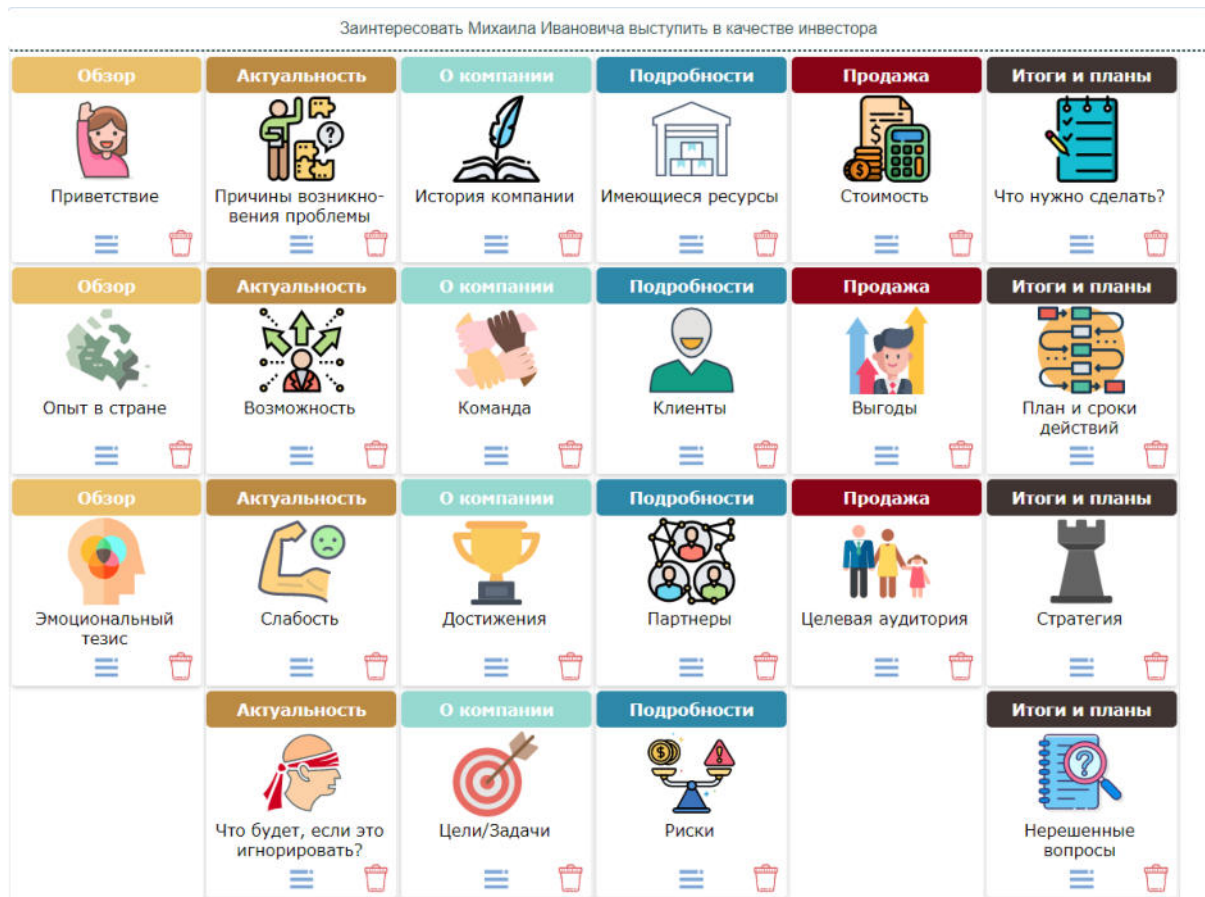 Заинтересовать Михаила Ивановича выступить в качестве инвестора
Обзор
Актуальность
О компании
Подробности
Продажа
Итоги и планы
Приветствие
Причины возникно-
вения проблемы
История компании
Имеющиеся ресурсы
Стоимость
Что нужно сделать?
Обзор
Актуальность
О компании
Подробности
Продажа
Итоги и планы
Опыт в стране
Возможность
Команда
Клиенты
Выгоды
План и сроки
действий
Обзор
Актуальность
О компании
Подробности
Продажа
Итоги и планы
Эмоциональный
тезис
Слабость
Достижения
Партнеры
Целевая аудитория
Стратегия
Актуальность
О компании
Подробности
Итоги и планы
Что будет, если это
игнорировать?
Цели/Задачи
Риски
Нерешенные
вопросы